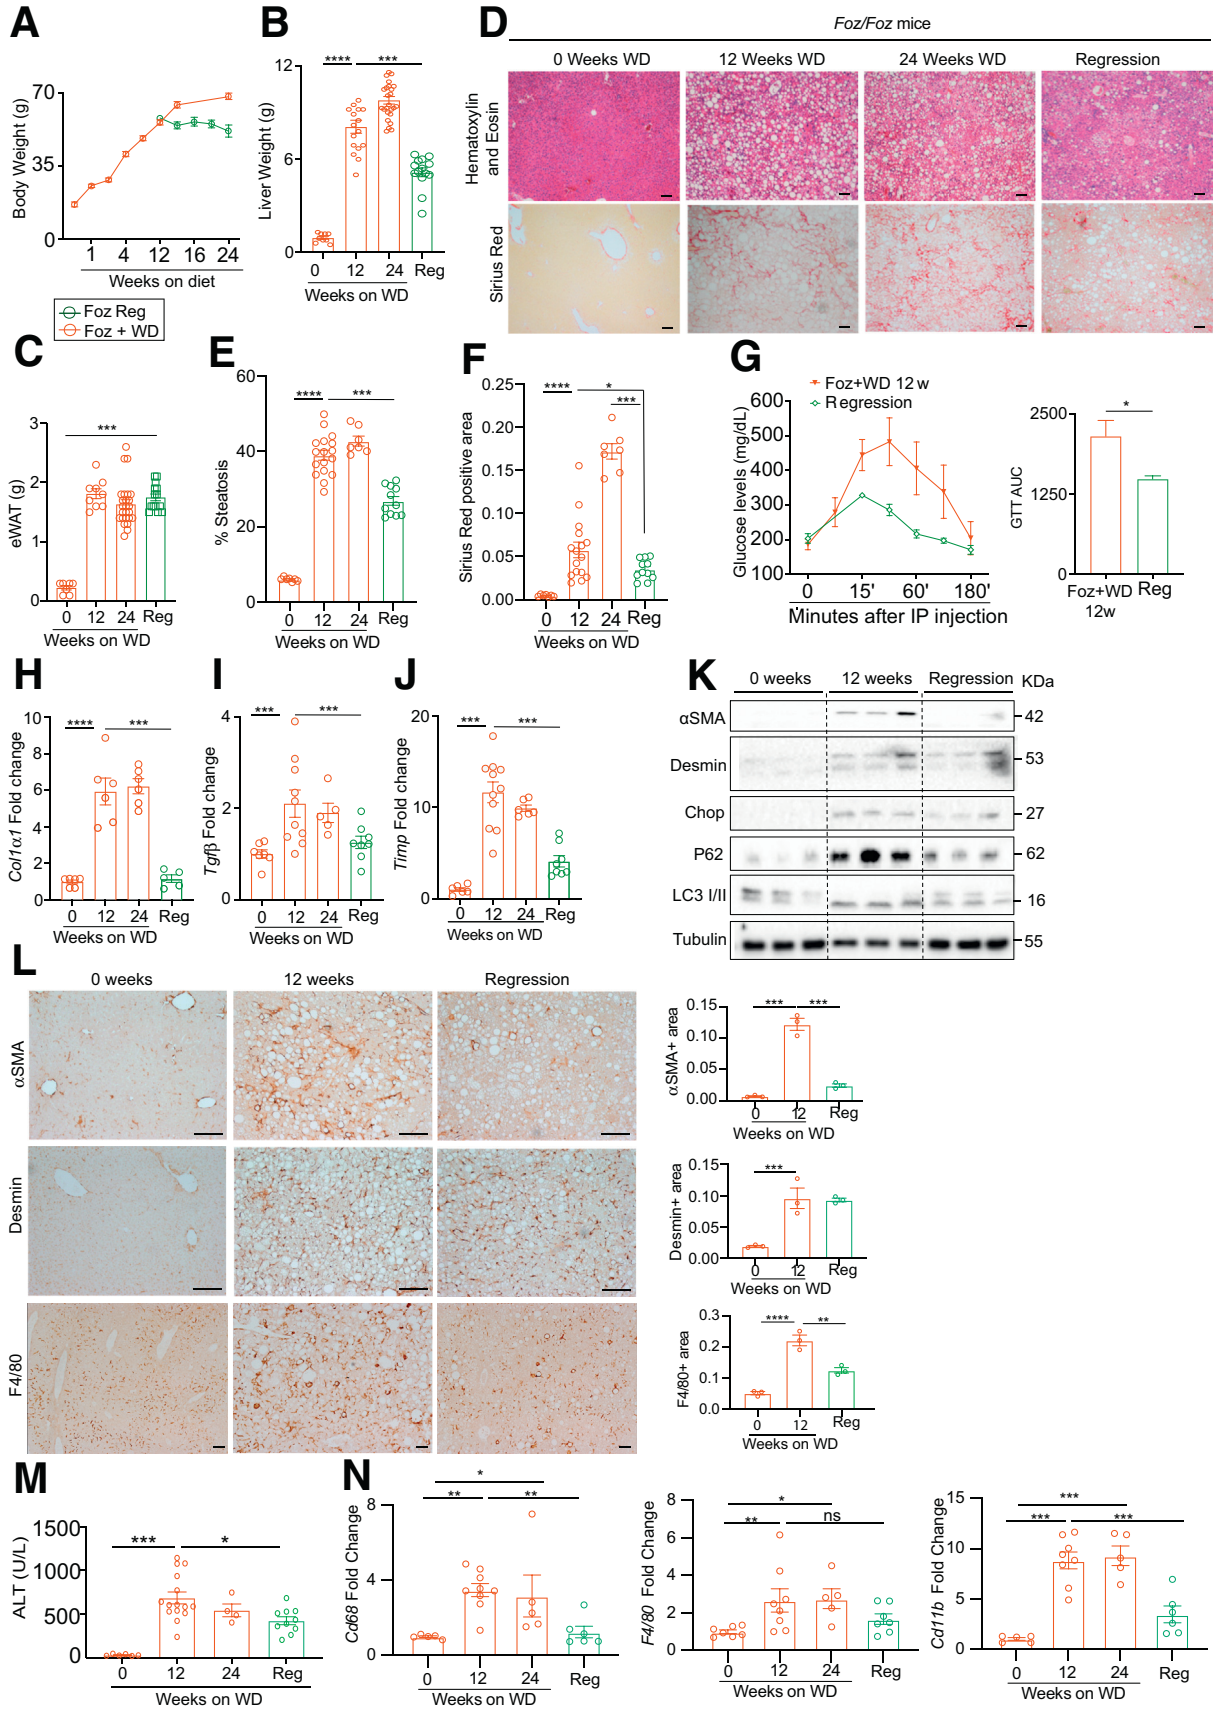 A
Body Weight (g)
70
35
0
1 4 12 16 24
Weeks on diet
Foz Reg
Foz + WD
B
Liver Weight (g)
12
6
0
**** ***
0 12 24 Reg
Weeks on WD
D
Foz/Foz mice
0 Weeks WD 12 Weeks WD 24 Weeks WD Regression
Hematoxylin
and Eosin
Sirius Red
C
eWAT (g)
3
2
1
0
***
0 12 24 Reg
Weeks on WD
E
% Steatosis
60
40
20
0
**** ***
0 12 24 Reg
Weeks on WD
F
Sirius Red positive area
0.25
0.20
0.15
0.10
0.05
0.00
**** *
***
0 12 24 Reg
Weeks on WD
G
Foz+WD 12 w
Regression
Glucose levels (mg/dL)
600
500
400
300
200
100
0' 15' 60' 180'
Minutes after IP injection
GTT AUC
2500
1250
0
*
Foz+WD Reg
12w
H
Col1α1 Fold change
10
8
6
4
2
0
**** ***
0 12 24 Reg
Weeks on WD
I
Tgfβ Fold change
4
2
0
*** ***
0 12 24 Reg
Weeks on WD
J
Timp Fold change
20
10
0
*** ***
0 12 24 Reg
Weeks on WD
K
0 weeks 12 weeks Regression KDa
αSMA 42
Desmin 53
Chop 27
P62 62
LC3 I/II 16
Tubulin 55
L
0 weeks 12 weeks Regression
αSMA
Desmin
F4/80
αSMA+ area
0.15
0.10
0.05
0.00
*** ***
0 12 Reg
Weeks on WD
Desmin+ area
0.15
0.10
0.05
0.00
***
0 12 Reg
Weeks on WD
F4/80+ area
0.3
0.2
0.1
0.0
**** **
0 12 Reg
Weeks on WD
M
ALT (U/L)
1500
1000
500
0
*** *
0 12 24 Reg
Weeks on WD
N
Cd68 Fold Change
8
4
0
*
** **
0 12 24 Reg
Weeks on WD
F4/80 Fold Change
8
6
4
2
0
*
** ns
0 12 24 Reg
Weeks on WD
Cd11b Fold Change
15
10
5
0
***
*** ***
0 12 24 Reg
Weeks on WD